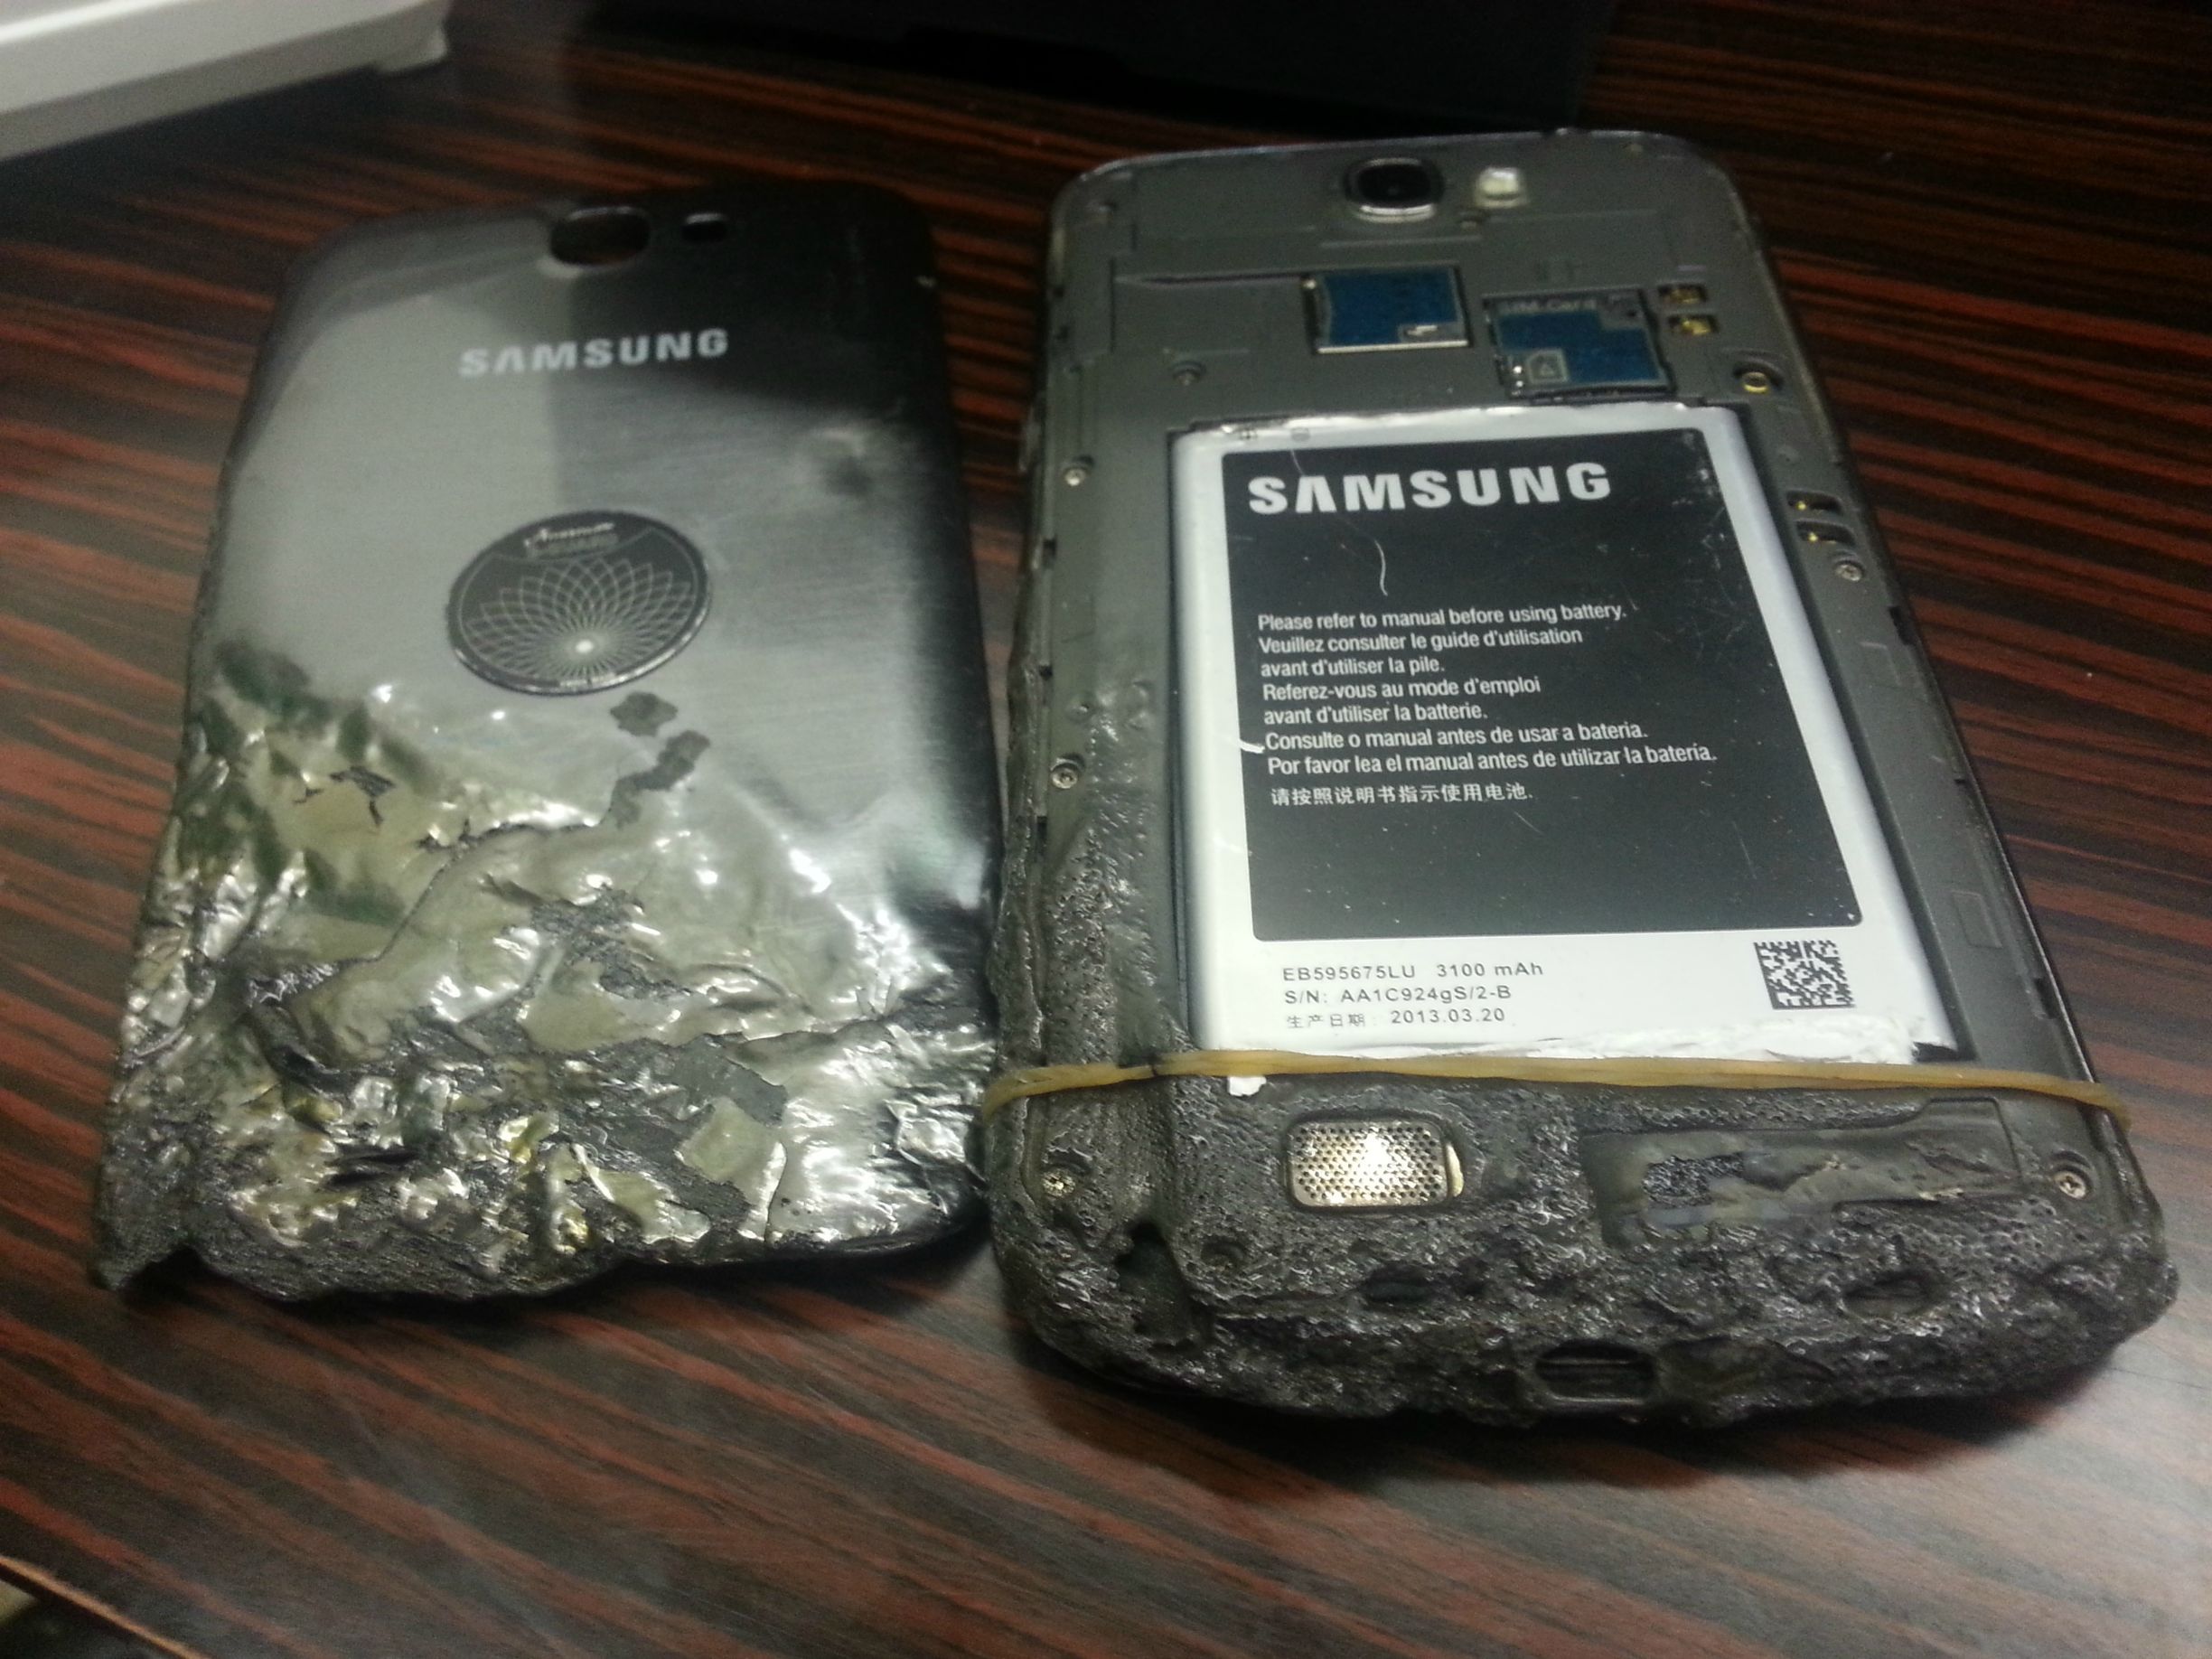 SAMSUNG
SIM-Card
SAMSUNG
Please refer to manual before using battery.
Veuillez consulter le guide d'utilisation
avant d'utiliser la pile.
Referez-vous au mode d'emploi
avant d'utiliser la batterie.
Consulte o manual antes de usar a bateria.
Por favor lea el manual antes de utilizar la batería.
请按照说明书指示使用电池.
EB595675LU 3100 mAh
S/N: AA1C924gS/2-B
生产日期: 2013.03.20